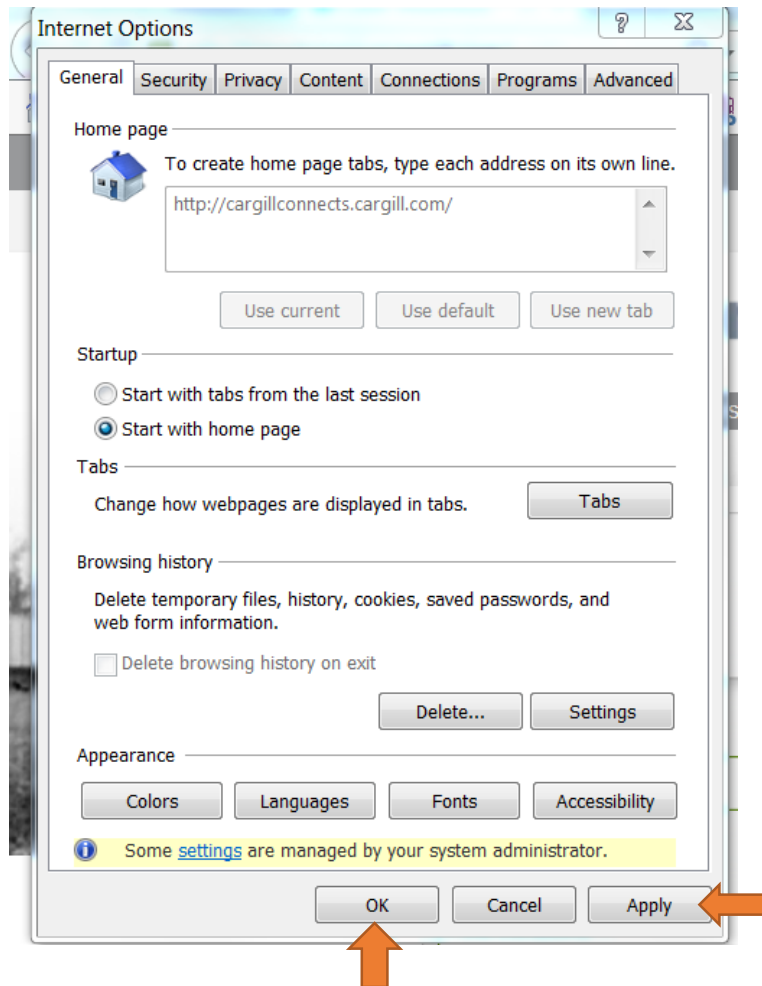 Internet Options
General Security Privacy Content Connections Programs Advanced
Home page
To create home page tabs, type each address on its own line.
http://cargillconnects.cargill.com/
Use current Use default Use new tab
Startup
Start with tabs from the last session
Start with home page
Tabs
Change how webpages are displayed in tabs. Tabs
Browsing history
Delete temporary files, history, cookies, saved passwords, and
web form information.
Delete browsing history on exit
Delete... Settings
Appearance
Colors Languages Fonts Accessibility
Some settings are managed by your system administrator.
OK Cancel Apply